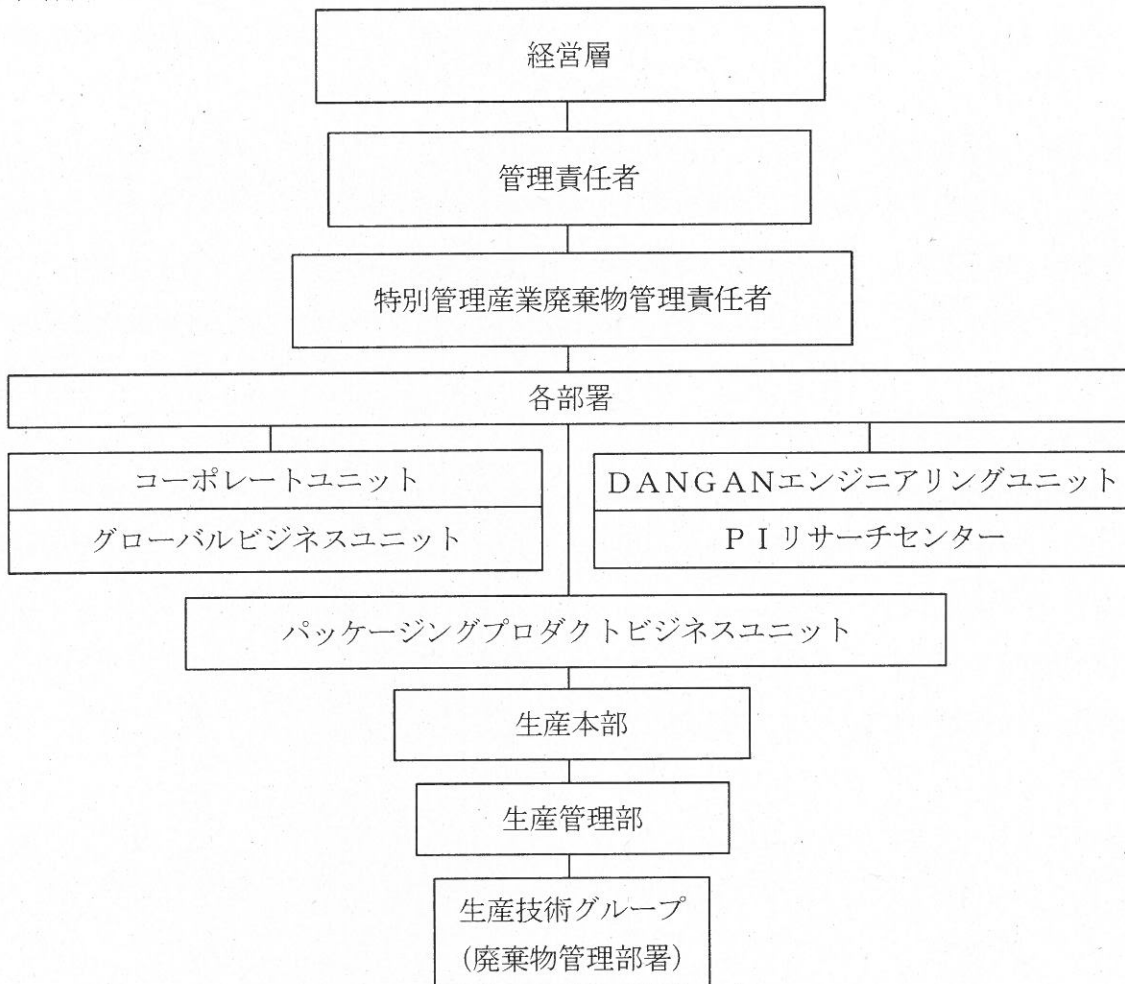 経営層
管理責任者
特別管理産業廃棄物管理責任者
各部署
コーポレートユニット
グローバルビジネスユニット
ＤＡＮＧＡＮエンジニアリングユニット
ＰＩリサーチセンター
パッケージングプロダクトビジネスユニット
生産本部
生産管理部
生産技術グループ
(廃棄物管理部署)